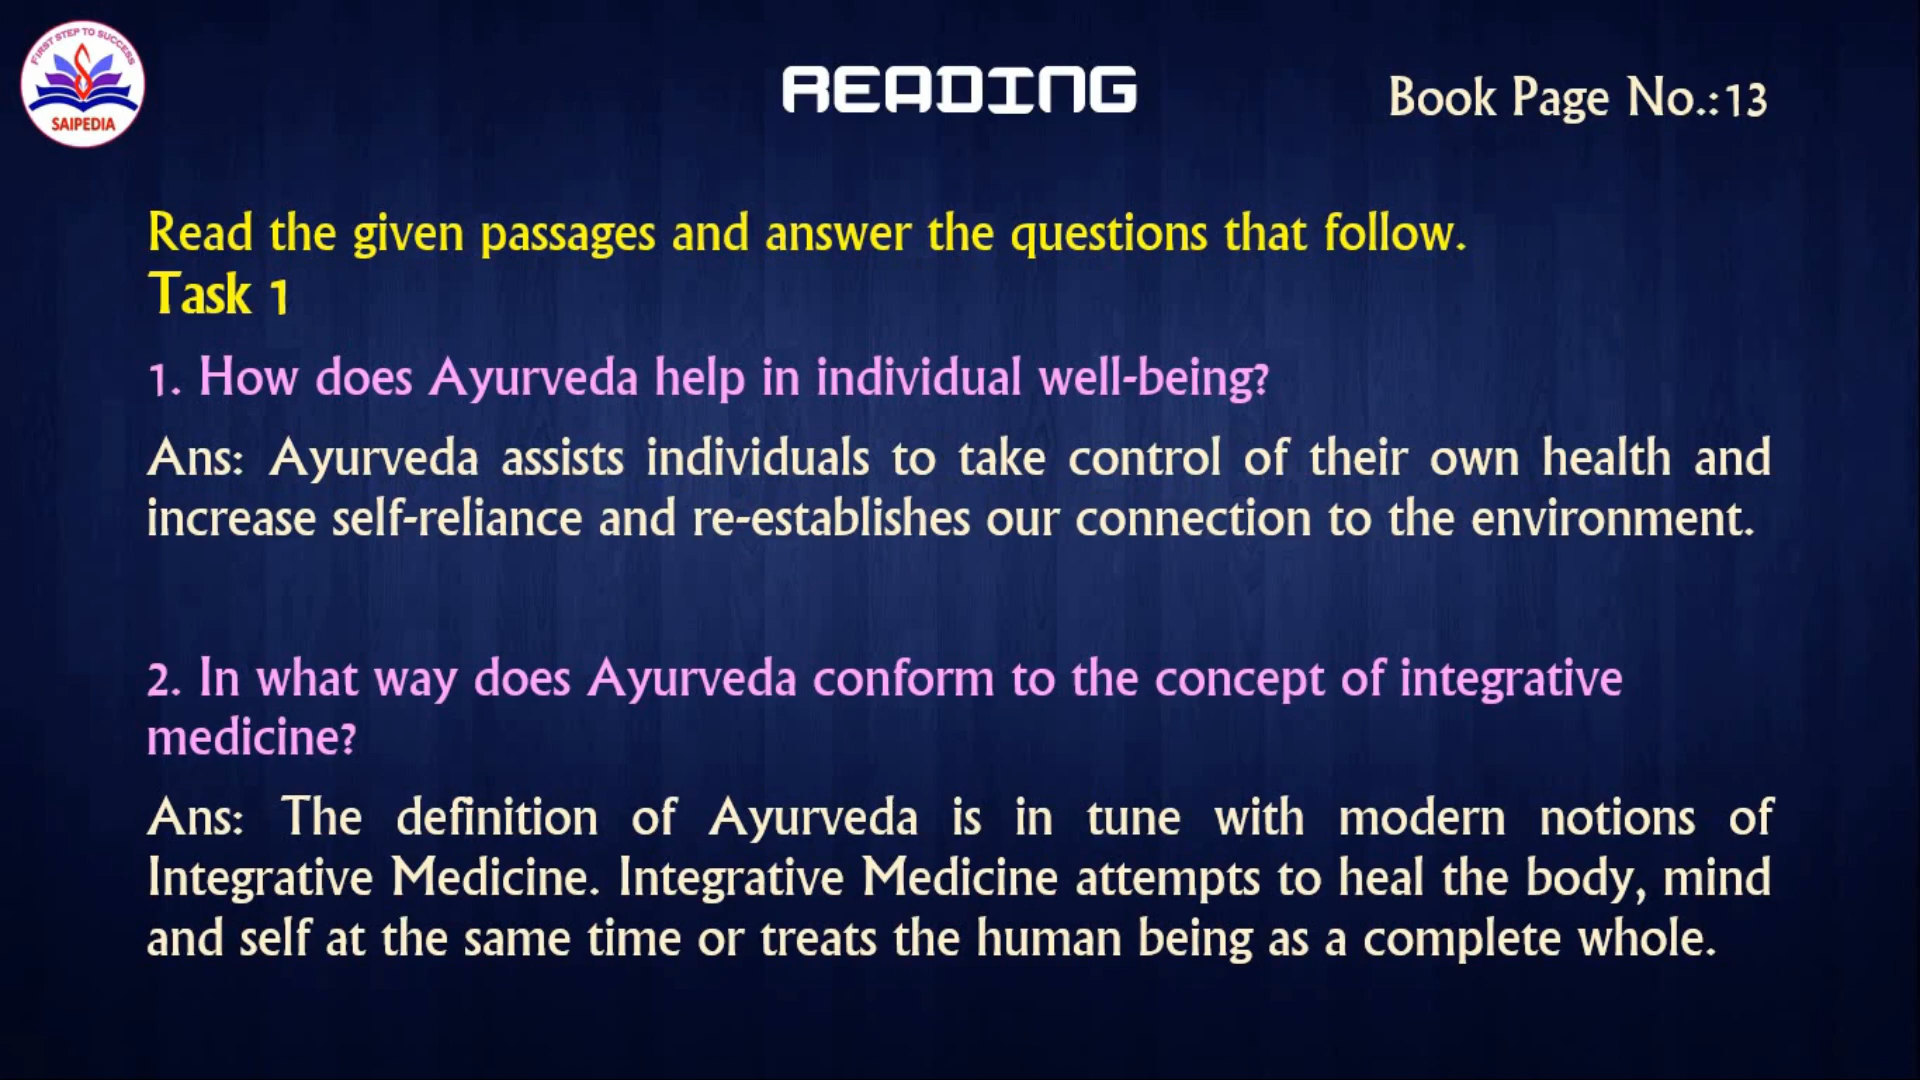 FIRST STEP TO SUCCESS
SAIPEDIA
READING
Book Page No.:13
Read the given passages and answer the questions that follow.
Task 1
1. How does Ayurveda help in individual well-being?
Ans: Ayurveda assists individuals to take control of their own health and
increase self-reliance and re-establishes our connection to the environment.
2. In what way does Ayurveda conform to the concept of integrative
medicine?
Ans: The definition of Ayurveda is in tune with modern notions of
Integrative Medicine. Integrative Medicine attempts to heal the body, mind
and self at the same time or treats the human being as a complete whole.